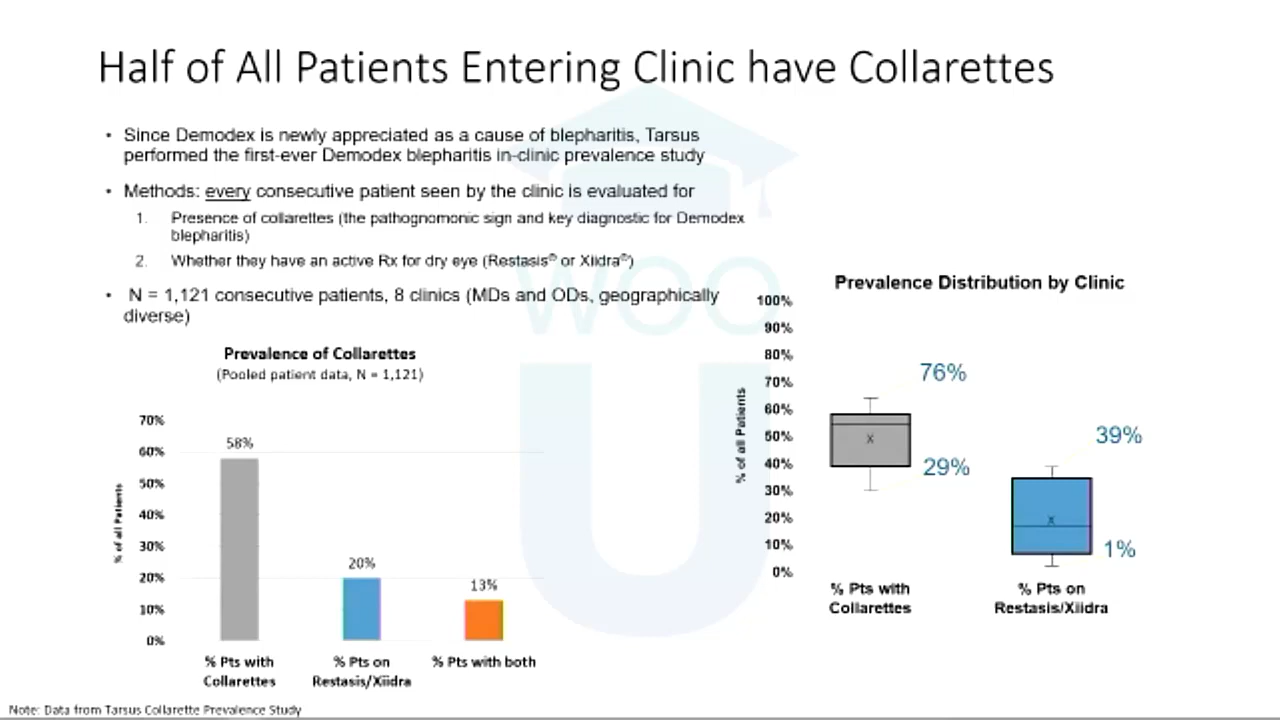 Half of All Patients Entering Clinic have Collarettes
• Since Demodex is newly appreciated as a cause of blepharitis, Tarsus
performed the first-ever Demodex blepharitis in-clinic prevalence study
• Methods: every consecutive patient seen by the clinic is evaluated for
1. Presence of collarettes (the pathognomonic sign and key diagnostic for Demodex
blepharitis)
2. Whether they have an active Rx for dry eye (Restasis® or Xiidra®)
• N = 1,121 consecutive patients, 8 clinics (MDs and ODs, geographically
diverse)
Prevalence of Collarettes
(Pooled patient data, N = 1,121)
% of all Patients
70%
60%
50%
40%
30%
20%
10%
0%
58%
20%
13%
% Pts with
Collarettes
% Pts on
Restasis/Xiidra
% Pts with both
Prevalence Distribution by Clinic
% of all Patients
100%
90%
80%
70%
60%
50%
40%
30%
20%
10%
0%
76%
29%
39%
1%
x
x
% Pts with
Collarettes
% Pts on
Restasis/Xiidra
WOO
U
Note: Data from Tarsus Collarette Prevalence Study